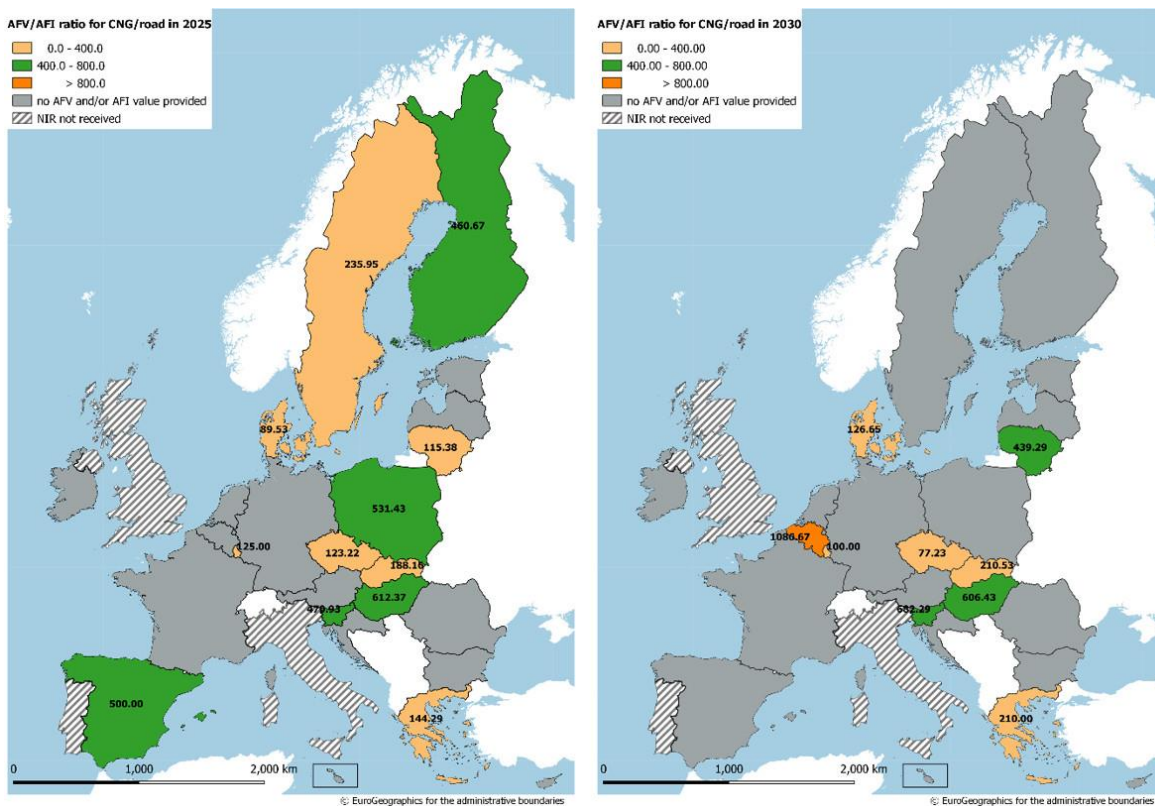 AFV/AFI ratio for CNG/road in 2025
0.0 - 400.0
400.0 - 800.0
> 800.0
no AFV and/or AFI value provided
NIR not received
460.67
235.95
89.53
115.38
531.43
125.00
123.22
188.16
612.37
479.93
500.00
144.29
0 1,000 2,000 km
© EuroGeographics for the administrative boundaries
AFV/AFI ratio for CNG/road in 2030
0.00 - 400.00
400.00 - 800.00
> 800.00
no AFV and/or AFI value provided
NIR not received
126.65
439.29
1086.67
100.00
77.23
210.53
606.43
682.29
210.00
0 1,000 2,000 km
© EuroGeographics for the administrative boundaries